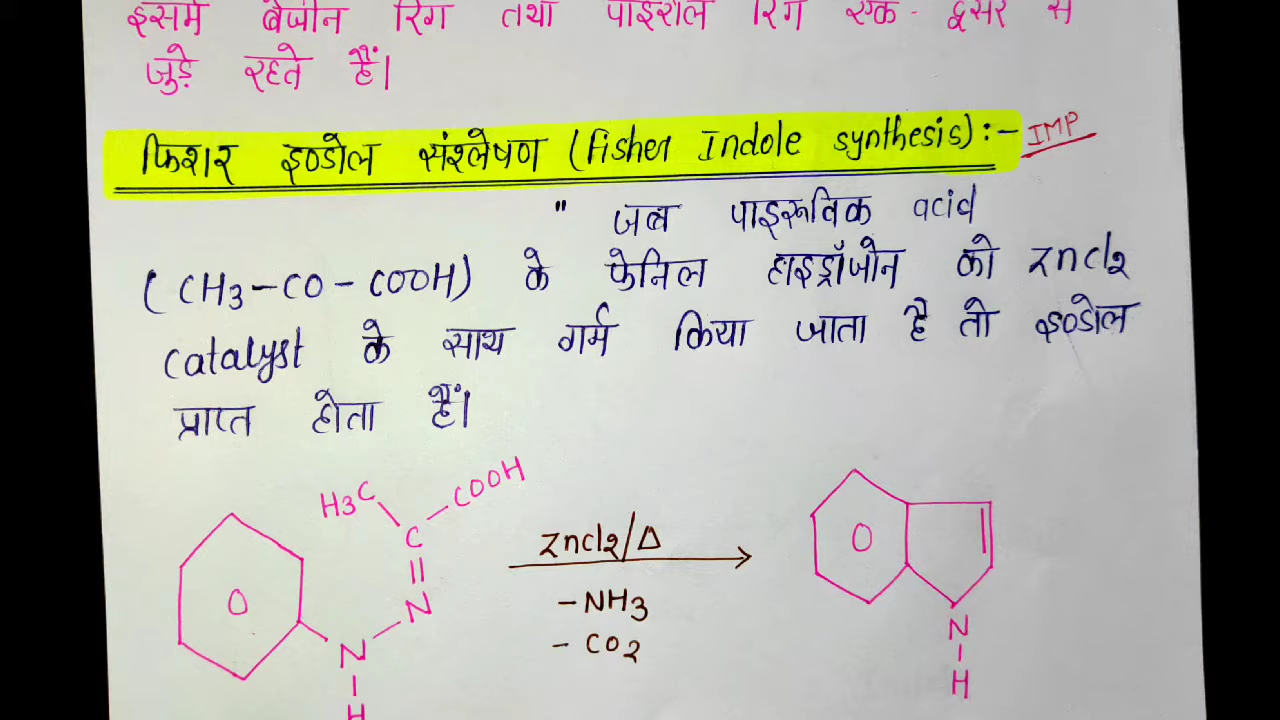 इसमें बेंजीन रिंग तथा पाइरोल रिंग एक-दूसरे से
जुड़े रहते हैं।
फिशर इण्डोल संश्लेषण (Fisher Indole synthesis):- IMP
" जब पाइरूविक acid
(CH3-CO-COOH) के फेनिल हाइड्रॉजोन को zncl2
catalyst के साथ गर्म किया जाता है तो इण्डोल
प्राप्त होता हैं।
H3C COOH
C
N
N
H
O
zncl2/Δ
-NH3
-CO2
O
N
H